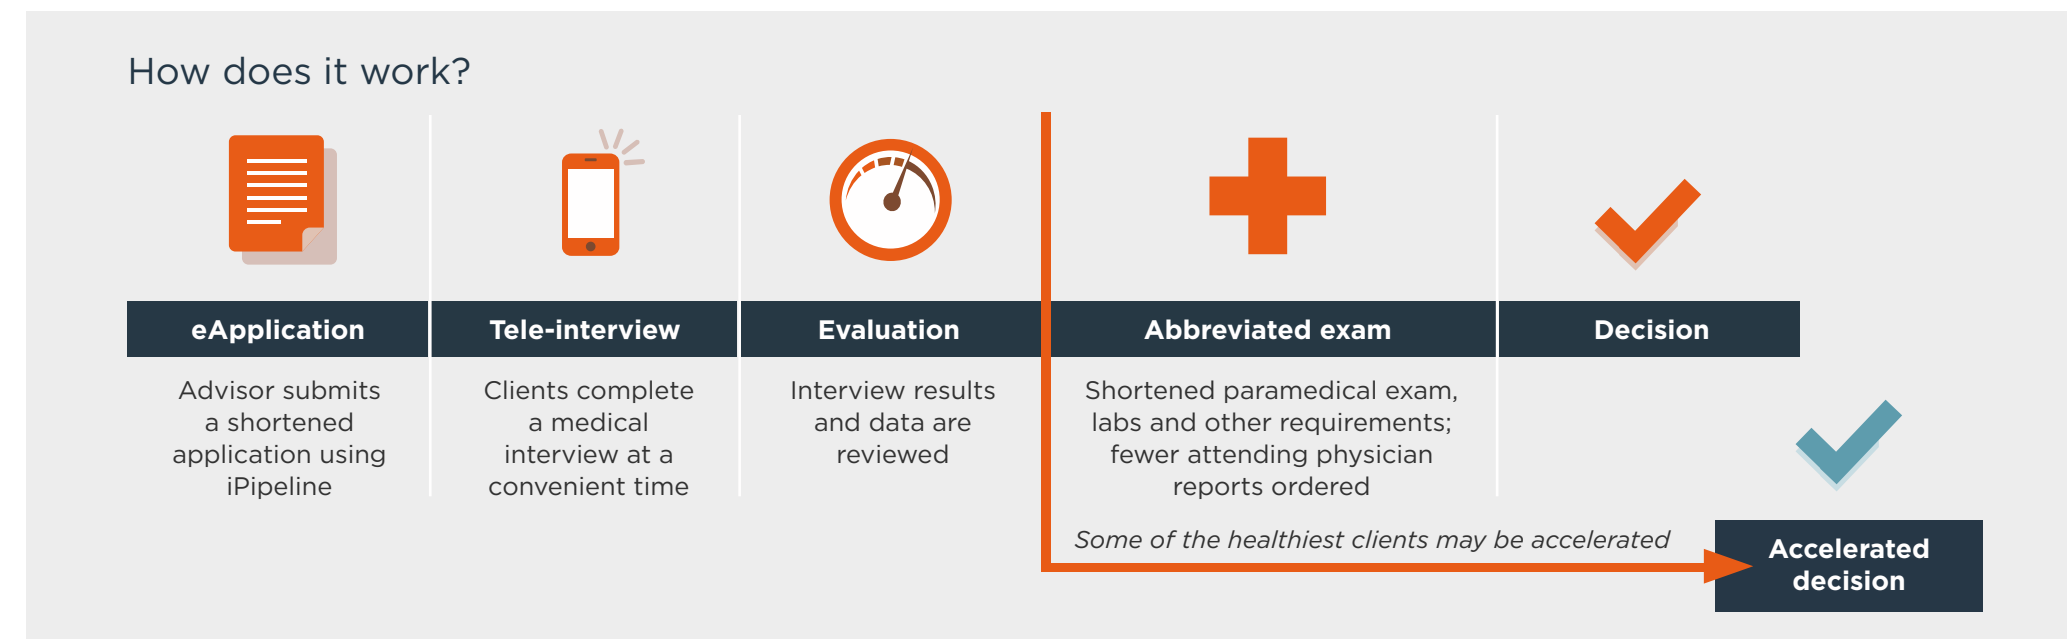 How does it work?
eApplication
Advisor submits
a shortened
application using
iPipeline
Tele-interview
Clients complete
a medical
interview at a
convenient time
Evaluation
Interview results
and data are
reviewed
Abbreviated exam
Shortened paramedical exam,
labs and other requirements;
fewer attending physician
reports ordered
Decision
Some of the healthiest clients may be accelerated
Accelerated
decision